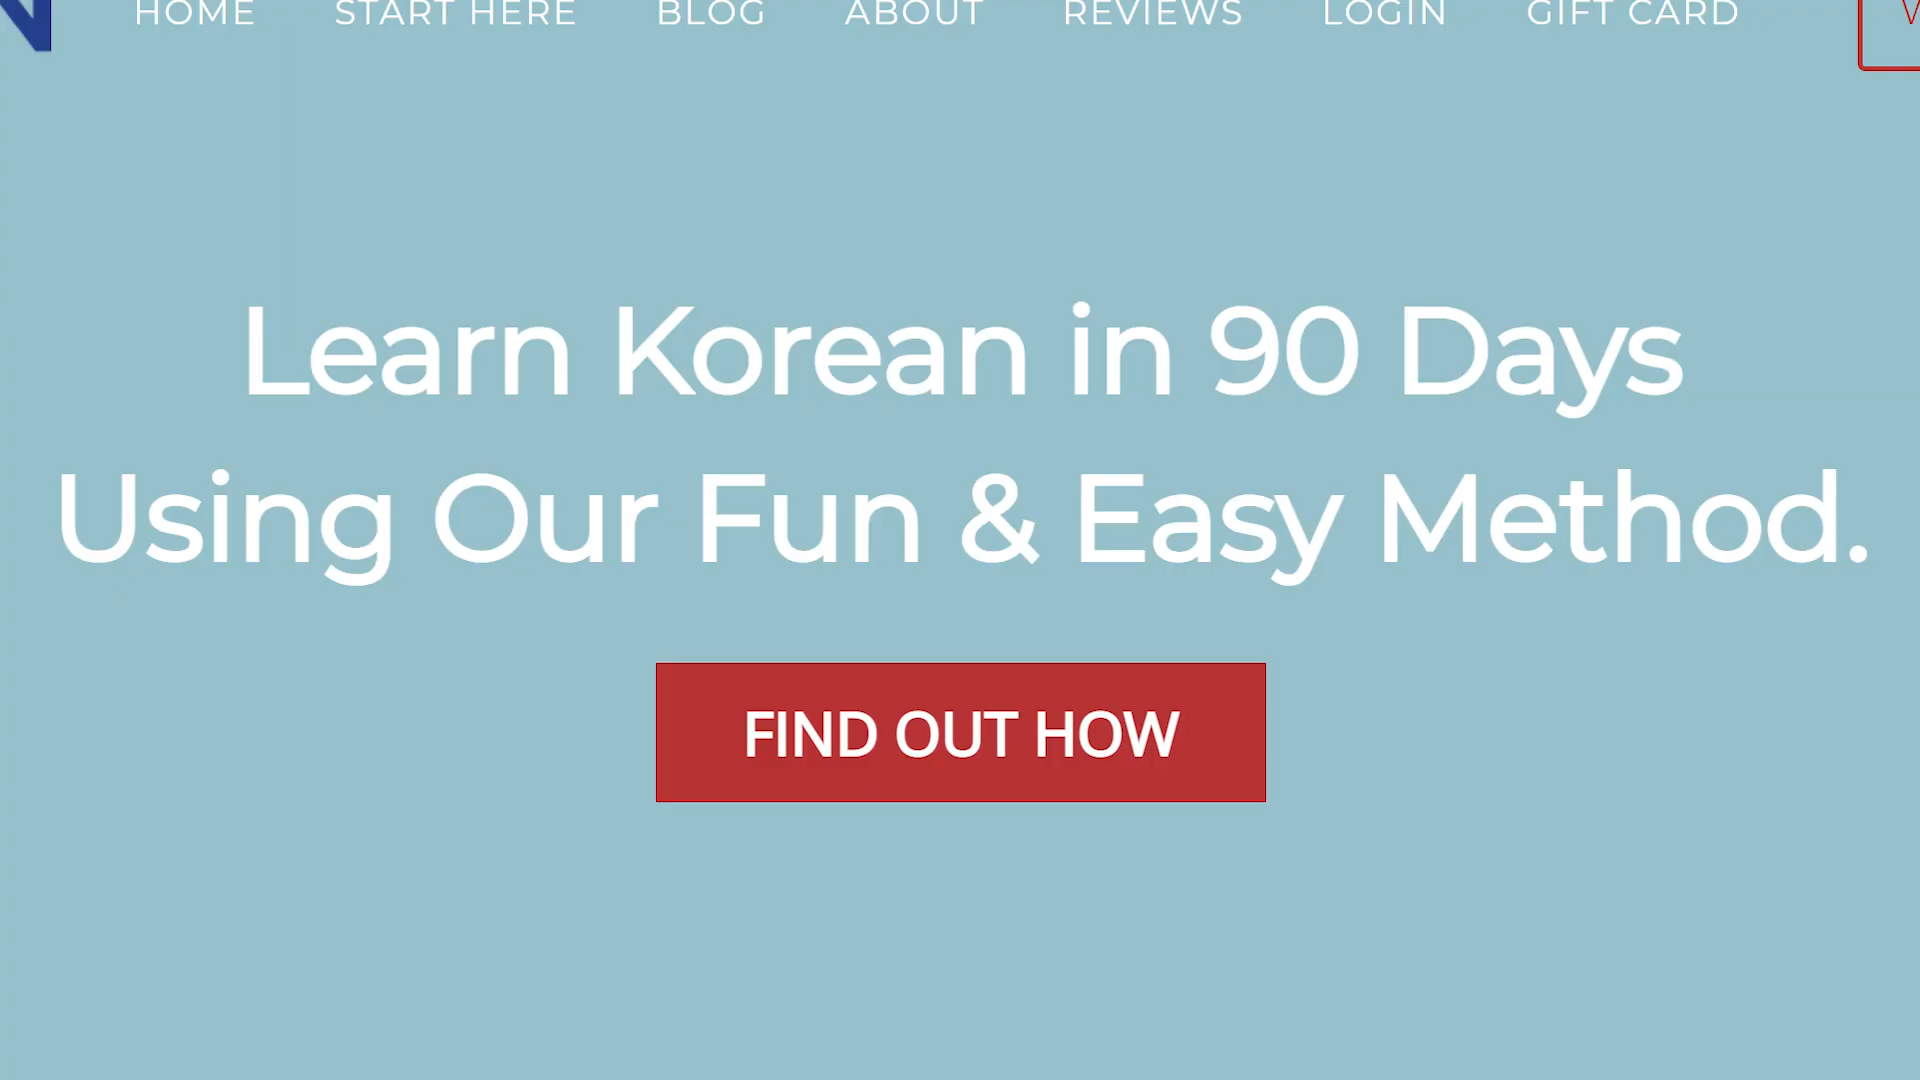 HOME START HERE BLOG ABOUT REVIEWS LOGIN GIFT CARD
Learn Korean in 90 Days
Using Our Fun & Easy Method.
FIND OUT HOW